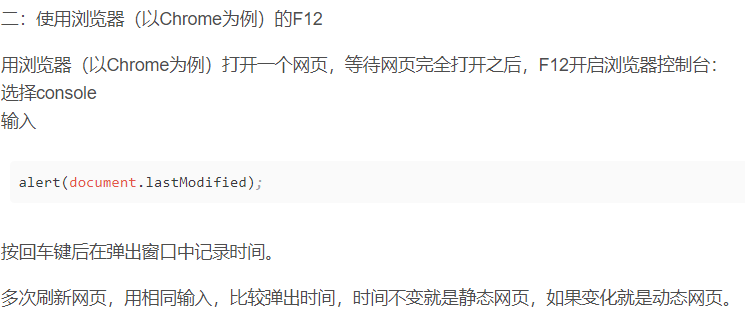 二：使用浏览器（以Chrome为例）的F12
用浏览器（以Chrome为例）打开一个网页，等待网页完全打开之后，F12开启浏览器控制台：
选择console
输入
alert(document.lastModified);
按回车键后在弹出窗口中记录时间。
多次刷新网页，用相同输入，比较弹出时间，时间不变就是静态网页，如果变化就是动态网页。